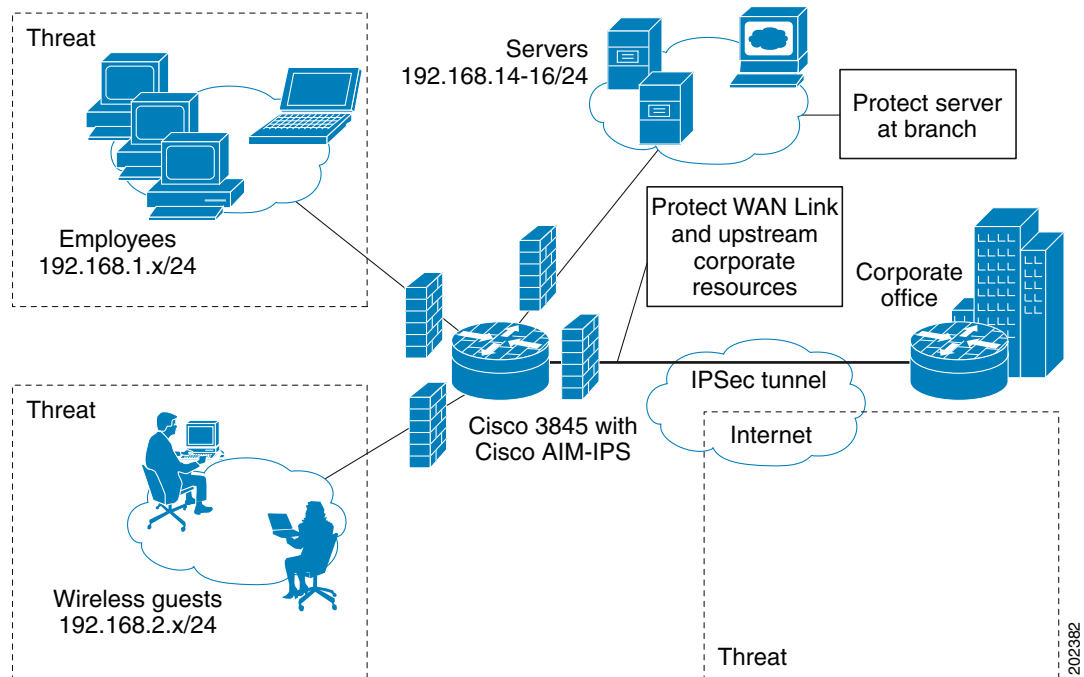 Threat
Employees
192.168.1.x/24
Servers
192.168.14-16/24
Protect server
at branch
Protect WAN Link
and upstream
corporate
resources
Corporate
office
IPSec tunnel
Internet
Cisco 3845 with
Cisco AIM-IPS
Threat
Wireless guests
192.168.2.x/24
Threat
202382